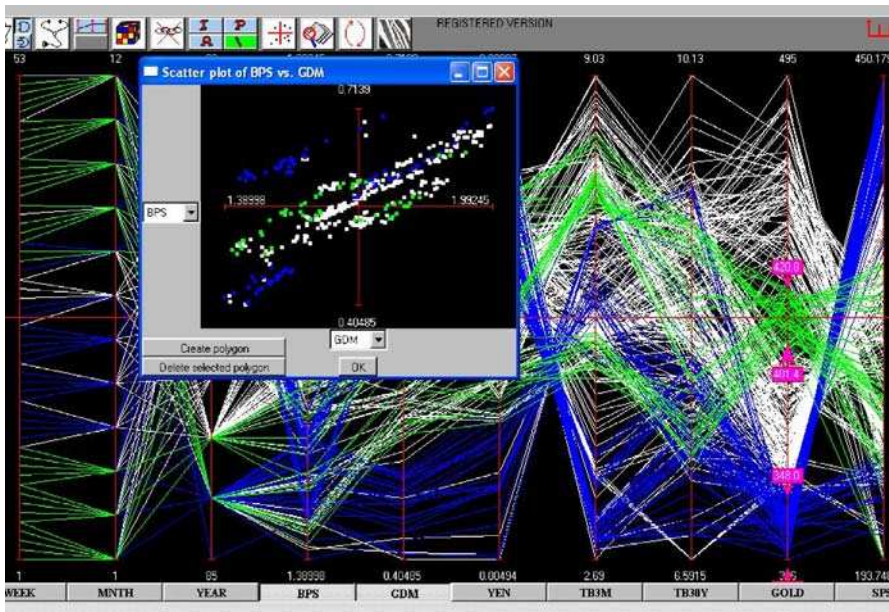 I P
A
REGISTERED VERSION
53
12
9.03
10.13
495
450.179
Scatter plot of BPS vs. GDM
0.7139
1.38998
1.99245
BPS
0.40485
GDM
Create polygon
Delete selected polygon
OK
420.8
401.4
348.0
1
1
85
1.38998
0.40485
0.00494
2.69
6.5915
193.748
WEEK
MNTH
YEAR
BPS
GDM
YEN
TB3M
TB30Y
GOLD